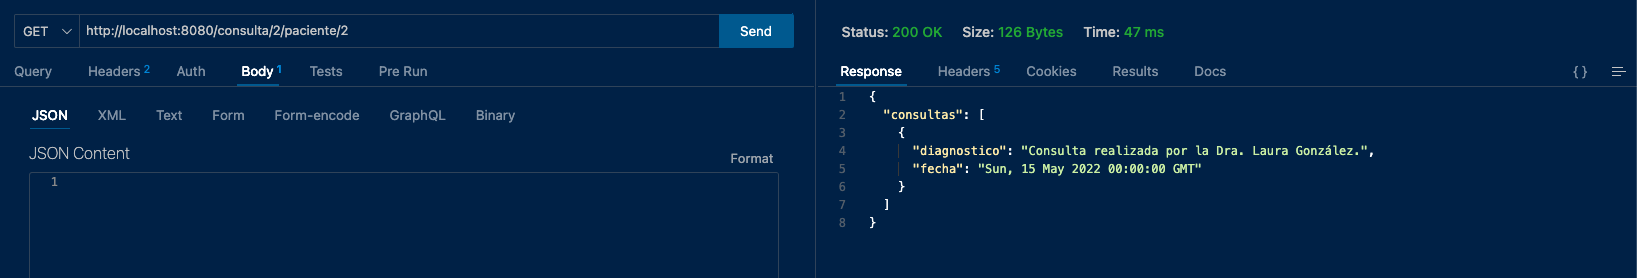 GET http://localhost:8080/consulta/2/paciente/2 Send
Query Headers 2 Auth Body 1 Tests Pre Run
JSON XML Text Form Form-encode GraphQL Binary
JSON Content Format
1
Status: 200 OK Size: 126 Bytes Time: 47 ms
Response Headers 5 Cookies Results Docs { }
1 {
2 "consultas": [
3 {
4 "diagnostico": "Consulta realizada por la Dra. Laura González.",
5 "fecha": "Sun, 15 May 2022 00:00:00 GMT"
6 }
7 ]
8 }